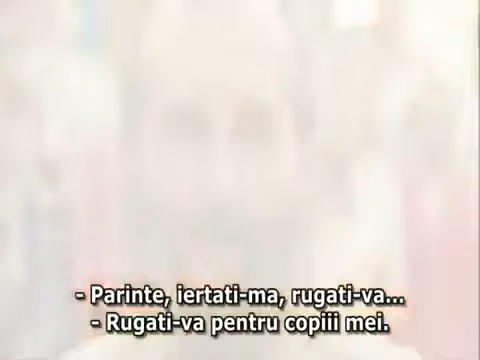 - Parinte, iertati-ma, rugati-va...
- Rugati-va pentru copiii mei.